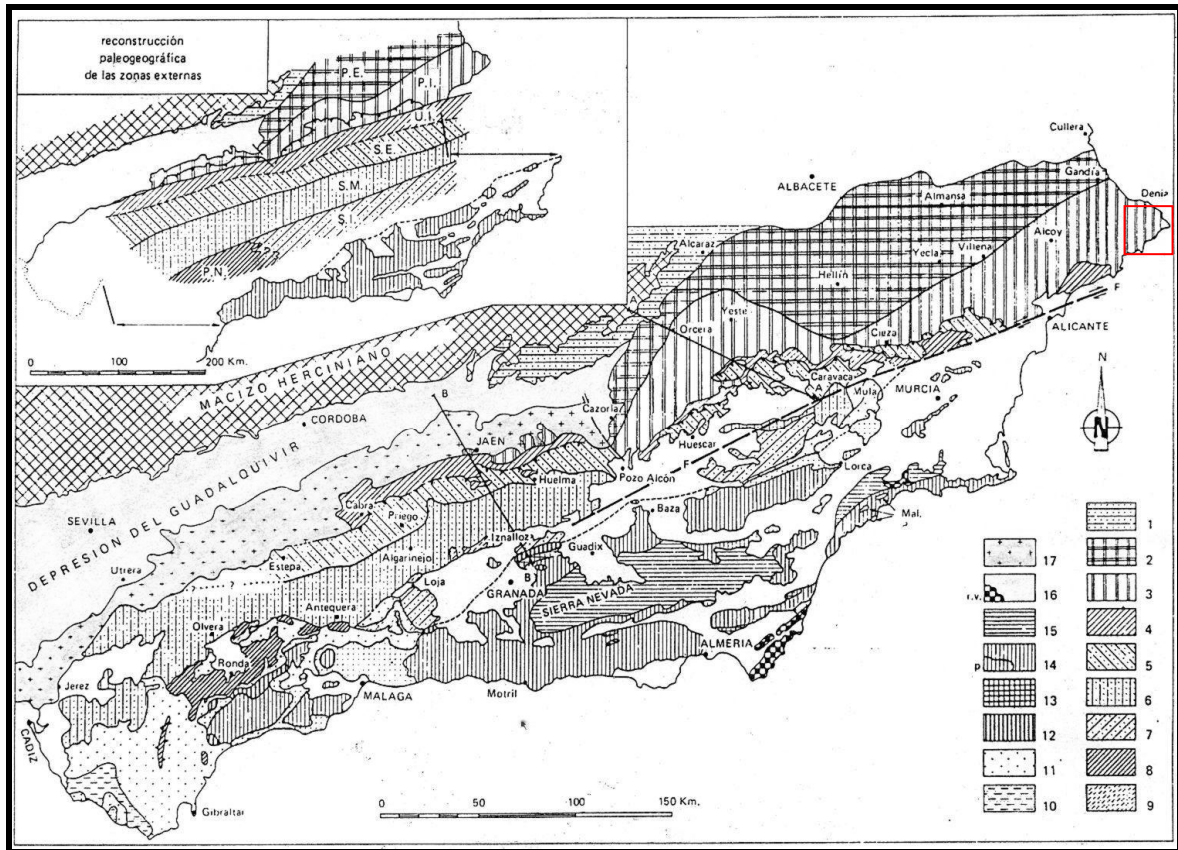 reconstrucción
paleogeográfica
de las zonas externas
P.E.
P.I.
U.I.
S.E.
S.M.
S.I.
P.N.
0 100 200 Km.
MACIZO HERCINIANO
DEPRESION DEL GUADALQUIVIR
Cullera
ALBACETE
Gandía
Denia
Almansa
Alcaraz
Alcoy
Villena
Yecla
Hellín
A
Yeste
Orcera
F
ALICANTE
Cieza
N
Caravaca
A
Mula
MURCIA
B
CORDOBA
Cazorla
JAEN
Huescar
F
Lorca
Huelma
Pozo Alcón
Cabra
Priego
Baza
Mal.
SEVILLA
Iznalloz
Algarinejo
Guadix
Utrera
Estepa
?
B
Loja
GRANADA
SIERRA NEVADA
Antequera
Olvera
ALMERIA
Ronda
Jerez
MALAGA
Motril
CADIZ
Gibraltar
0 50 100 150 Km.
N
1
17
2
r.v.
16
3
15
4
p
14
5
13
6
12
7
11
8
10
9